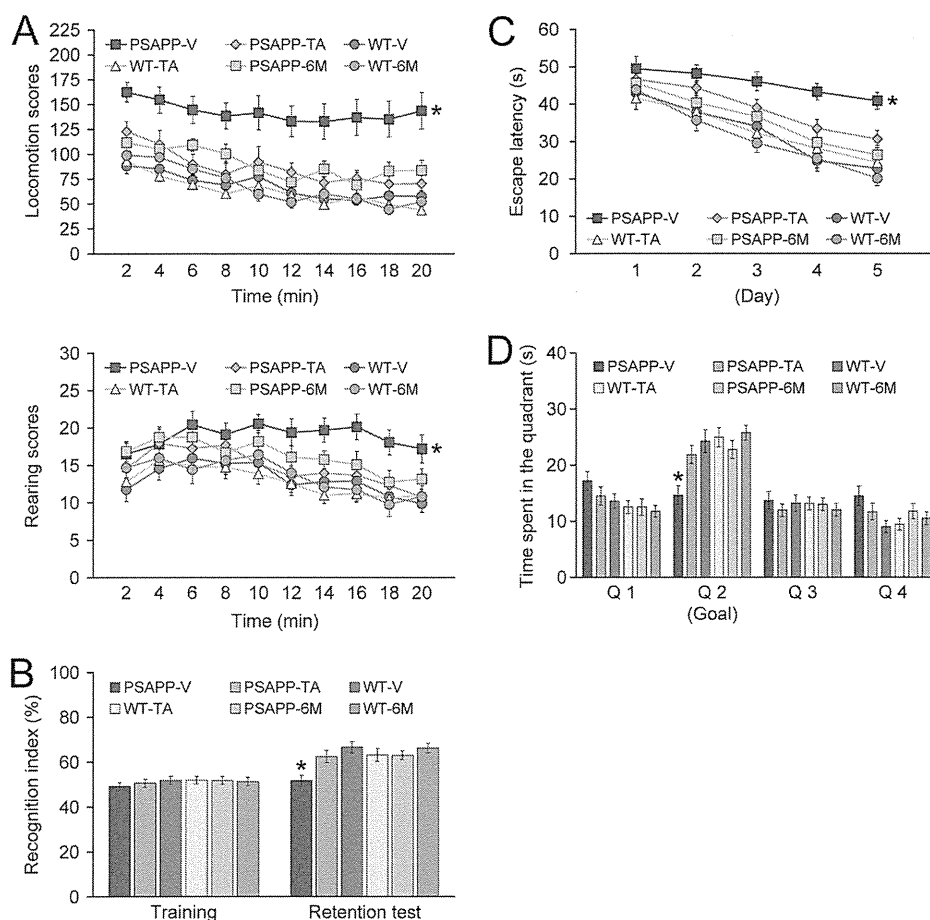 A
Locomotion scores
225
200
175
150
125
100
75
50
25
0
PSAPP-V PSAPP-TA WT-V
WT-TA PSAPP-6M WT-6M
*
2 4 6 8 10 12 14 16 18 20
Time (min)
Rearing scores
30
25
20
15
10
5
0
PSAPP-V PSAPP-TA WT-V
WT-TA PSAPP-6M WT-6M
*
2 4 6 8 10 12 14 16 18 20
Time (min)
B
Recognition index (%)
100
80
60
40
20
0
PSAPP-V PSAPP-TA WT-V
WT-TA PSAPP-6M WT-6M
*
Training Retention test
C
Escape latency (s)
60
50
40
30
20
10
0
*
PSAPP-V PSAPP-TA WT-V
WT-TA PSAPP-6M WT-6M
1 2 3 4 5
(Day)
D
Time spent in the quadrant (s)
40
30
20
10
0
PSAPP-V PSAPP-TA WT-V
WT-TA PSAPP-6M WT-6M
*
Q 1 Q 2 Q 3 Q 4
(Goal)